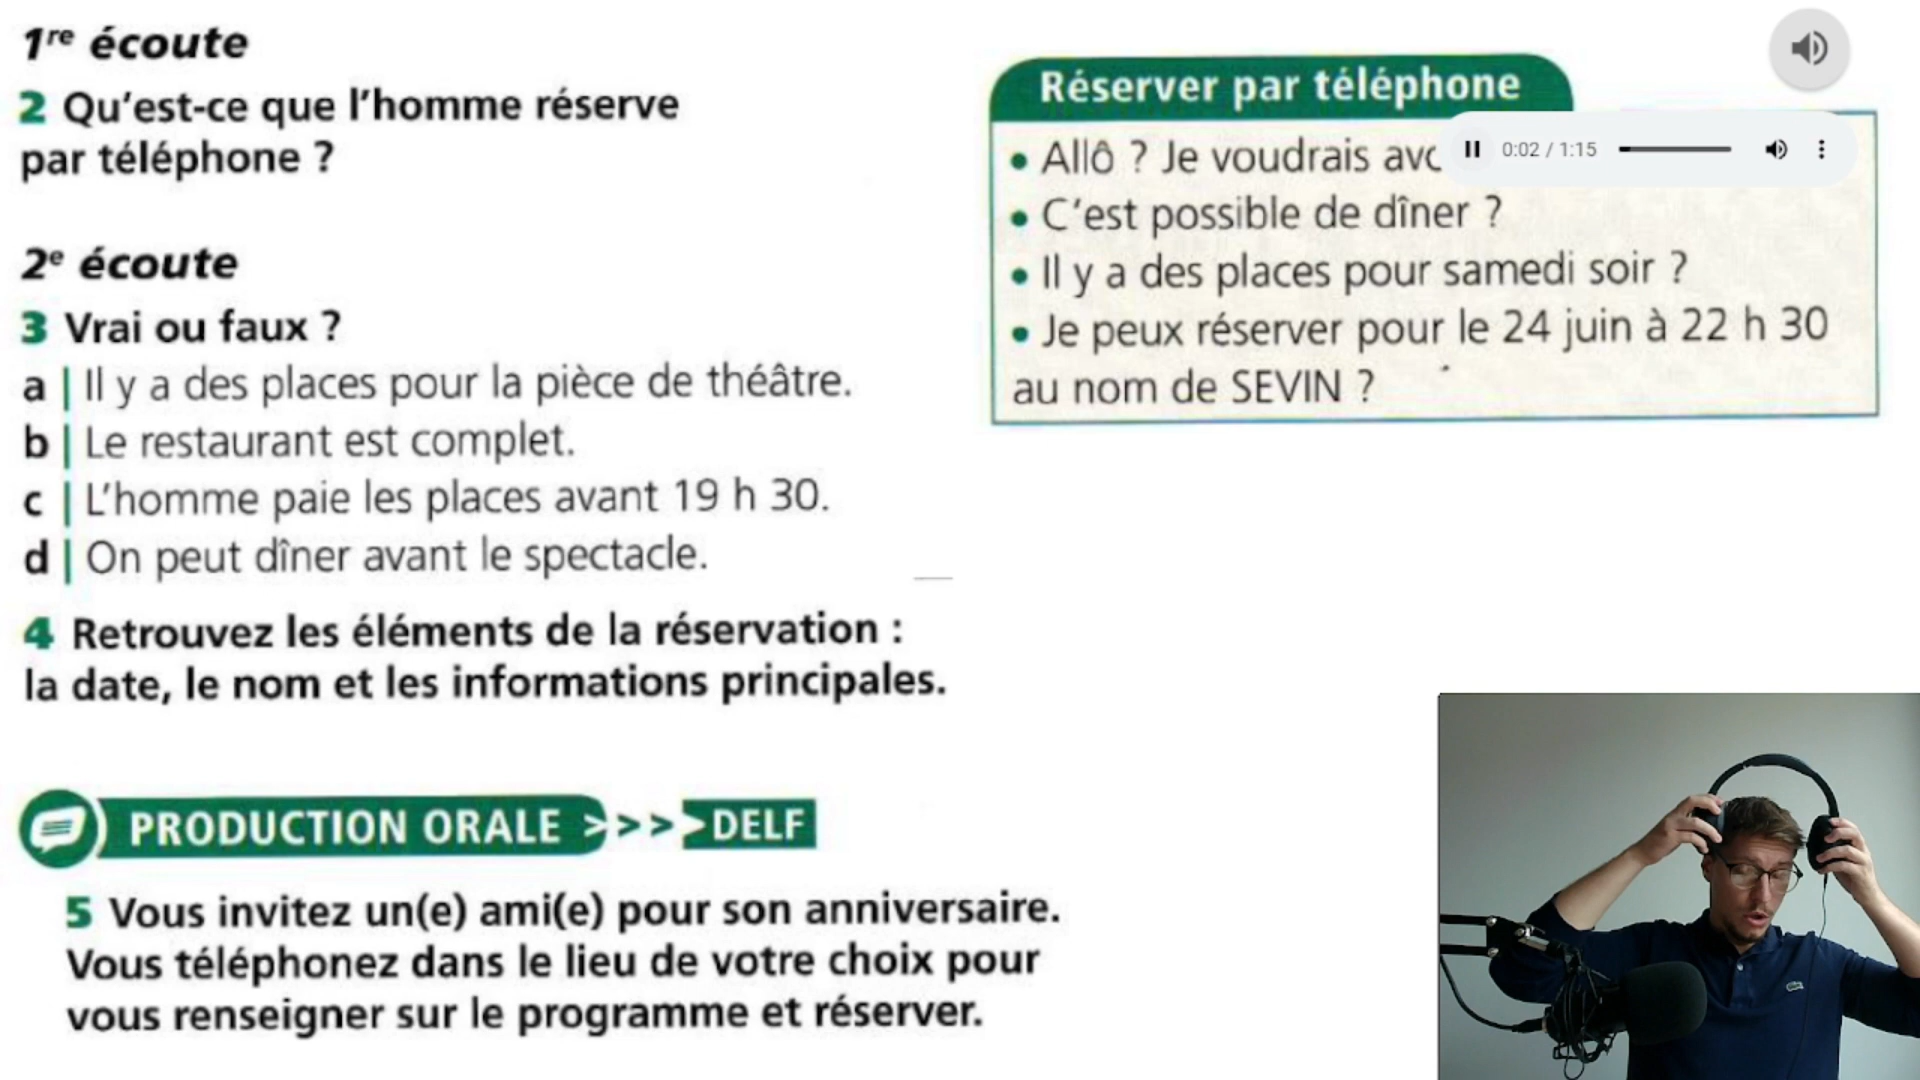 1re écoute
2 Qu'est-ce que l'homme réserve
par téléphone ?
2e écoute
3 Vrai ou faux ?
a | Il y a des places pour la pièce de théâtre.
b | Le restaurant est complet.
c | L'homme paie les places avant 19 h 30.
d | On peut dîner avant le spectacle.
4 Retrouvez les éléments de la réservation :
la date, le nom et les informations principales.
PRODUCTION ORALE >>>> DELF
5 Vous invitez un(e) ami(e) pour son anniversaire.
Vous téléphonez dans le lieu de votre choix pour
vous renseigner sur le programme et réserver.
Réserver par téléphone
• Allô ? Je voudrais
0:02 / 1:15
• C'est possible de dîner ?
• Il y a des places pour samedi soir ?
• Je peux réserver pour le 24 juin à 22 h 30
au nom de SEVIN ?